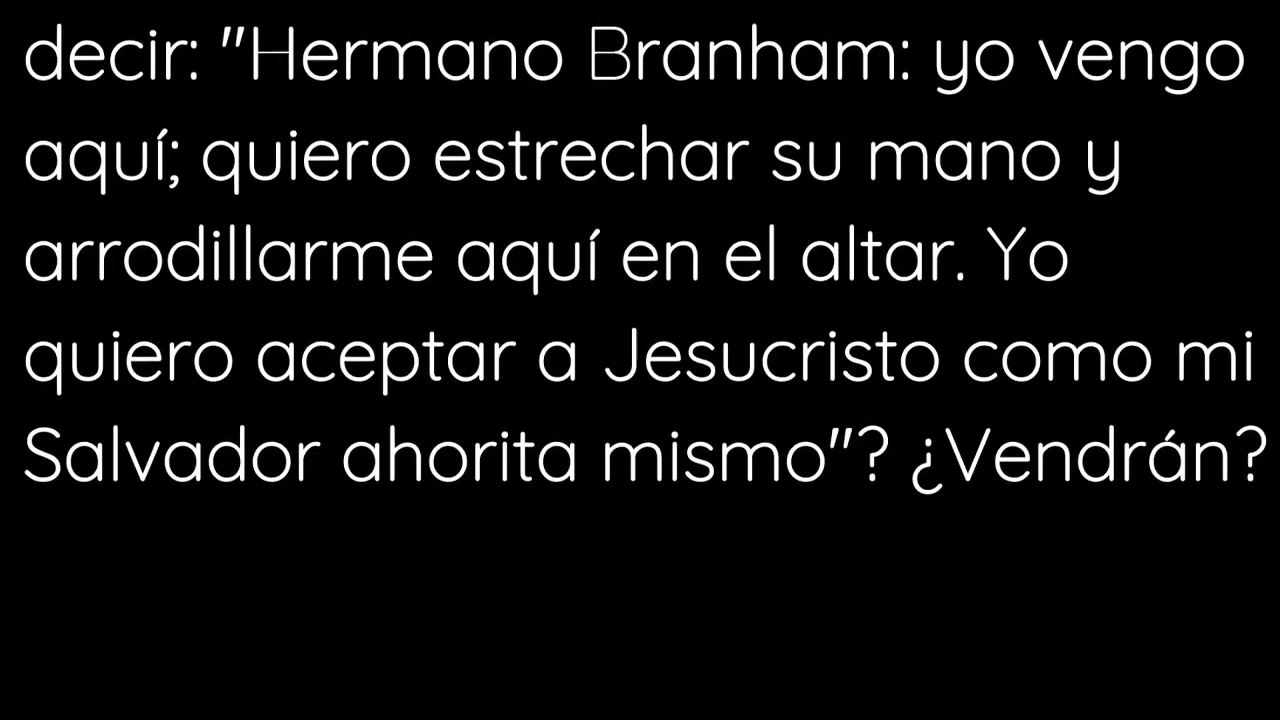 decir: "Hermano Branham: yo vengo
aquí; quiero estrechar su mano y
arrodillarme aquí en el altar. Yo
quiero aceptar a Jesucristo como mi
Salvador ahorita mismo"? ¿Vendrán?